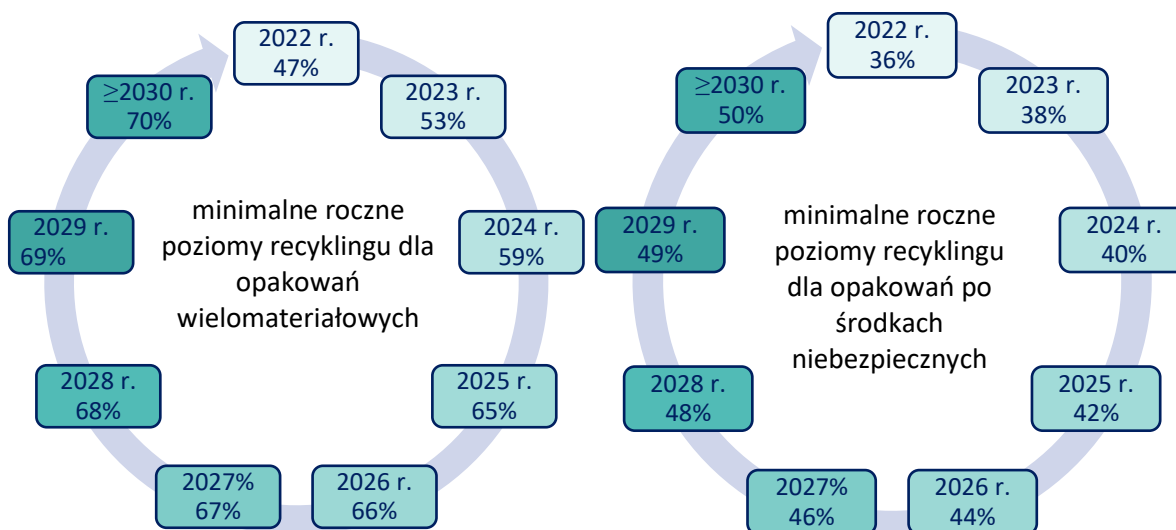 2022 r.
47%
2023 r.
53%
2024 r.
59%
2025 r.
65%
2026 r.
66%
2027%
67%
2028 r.
68%
2029 r.
69%
≥2030 r.
70%
minimalne roczne
poziomy recyklingu dla
opakowań
wielomateriałowych
2022 r.
36%
2023 r.
38%
2024 r.
40%
2025 r.
42%
2026 r.
44%
2027%
46%
2028 r.
48%
2029 r.
49%
≥2030 r.
50%
minimalne roczne
poziomy recyklingu
dla opakowań po
środkach
niebezpiecznych